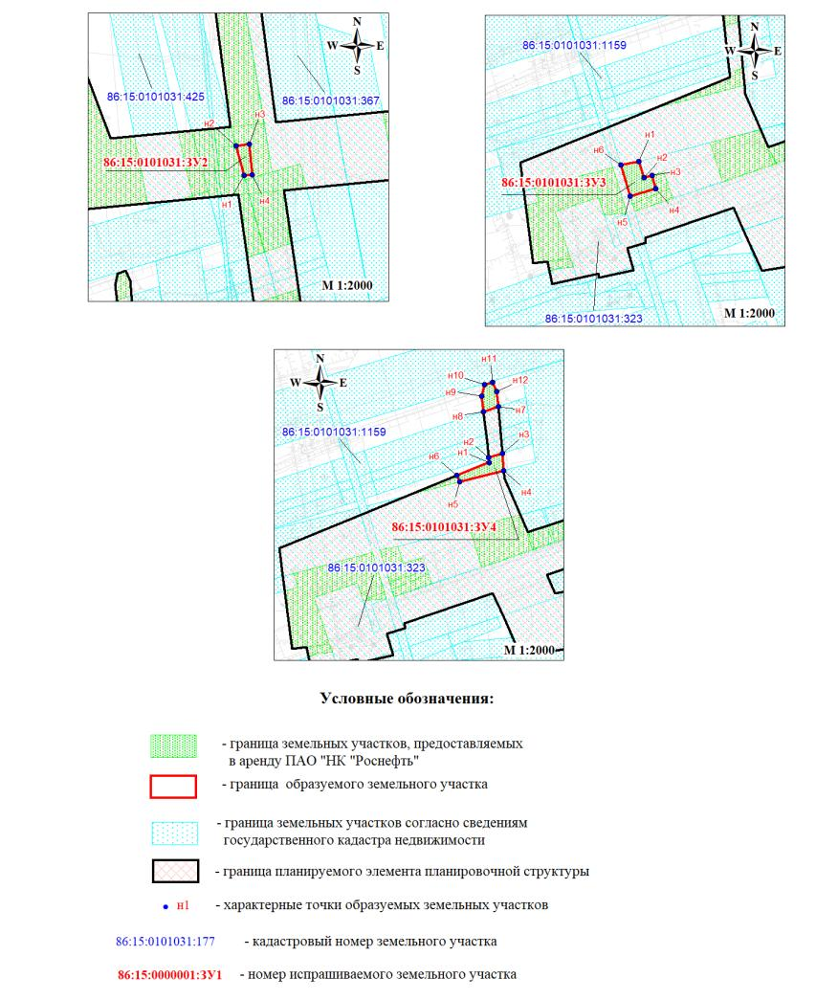 N
W E
S
86:15:0101031:425
86:15:0101031:367
н2
н3
86:15:0101031:ЗУ2
н1
н4
М 1:2000
86:15:0101031:1159
N
W E
S
н6
н1
н2
86:15:0101031:ЗУ3
н3
н4
н5
86:15:0101031:323
М 1:2000
N
W E
S
н11
н10
н12
н9
н8
н7
86:15:0101031:1159
н2
н3
н1
н6
н4
н5
86:15:0101031:ЗУ4
86:15:0101031:323
М 1:2000
Условные обозначения:
- граница земельных участков, предоставляемых
в аренду ПАО "НК "Роснефть"
- граница образуемого земельного участка
- граница земельных участков согласно сведениям
государственного кадастра недвижимости
- граница планируемого элемента планировочной структуры
н1 - характерные точки образуемых земельных участков
86:15:0101031:177 - кадастровый номер земельного участка
86:15:0000001:ЗУ1 - номер испрашиваемого земельного участка